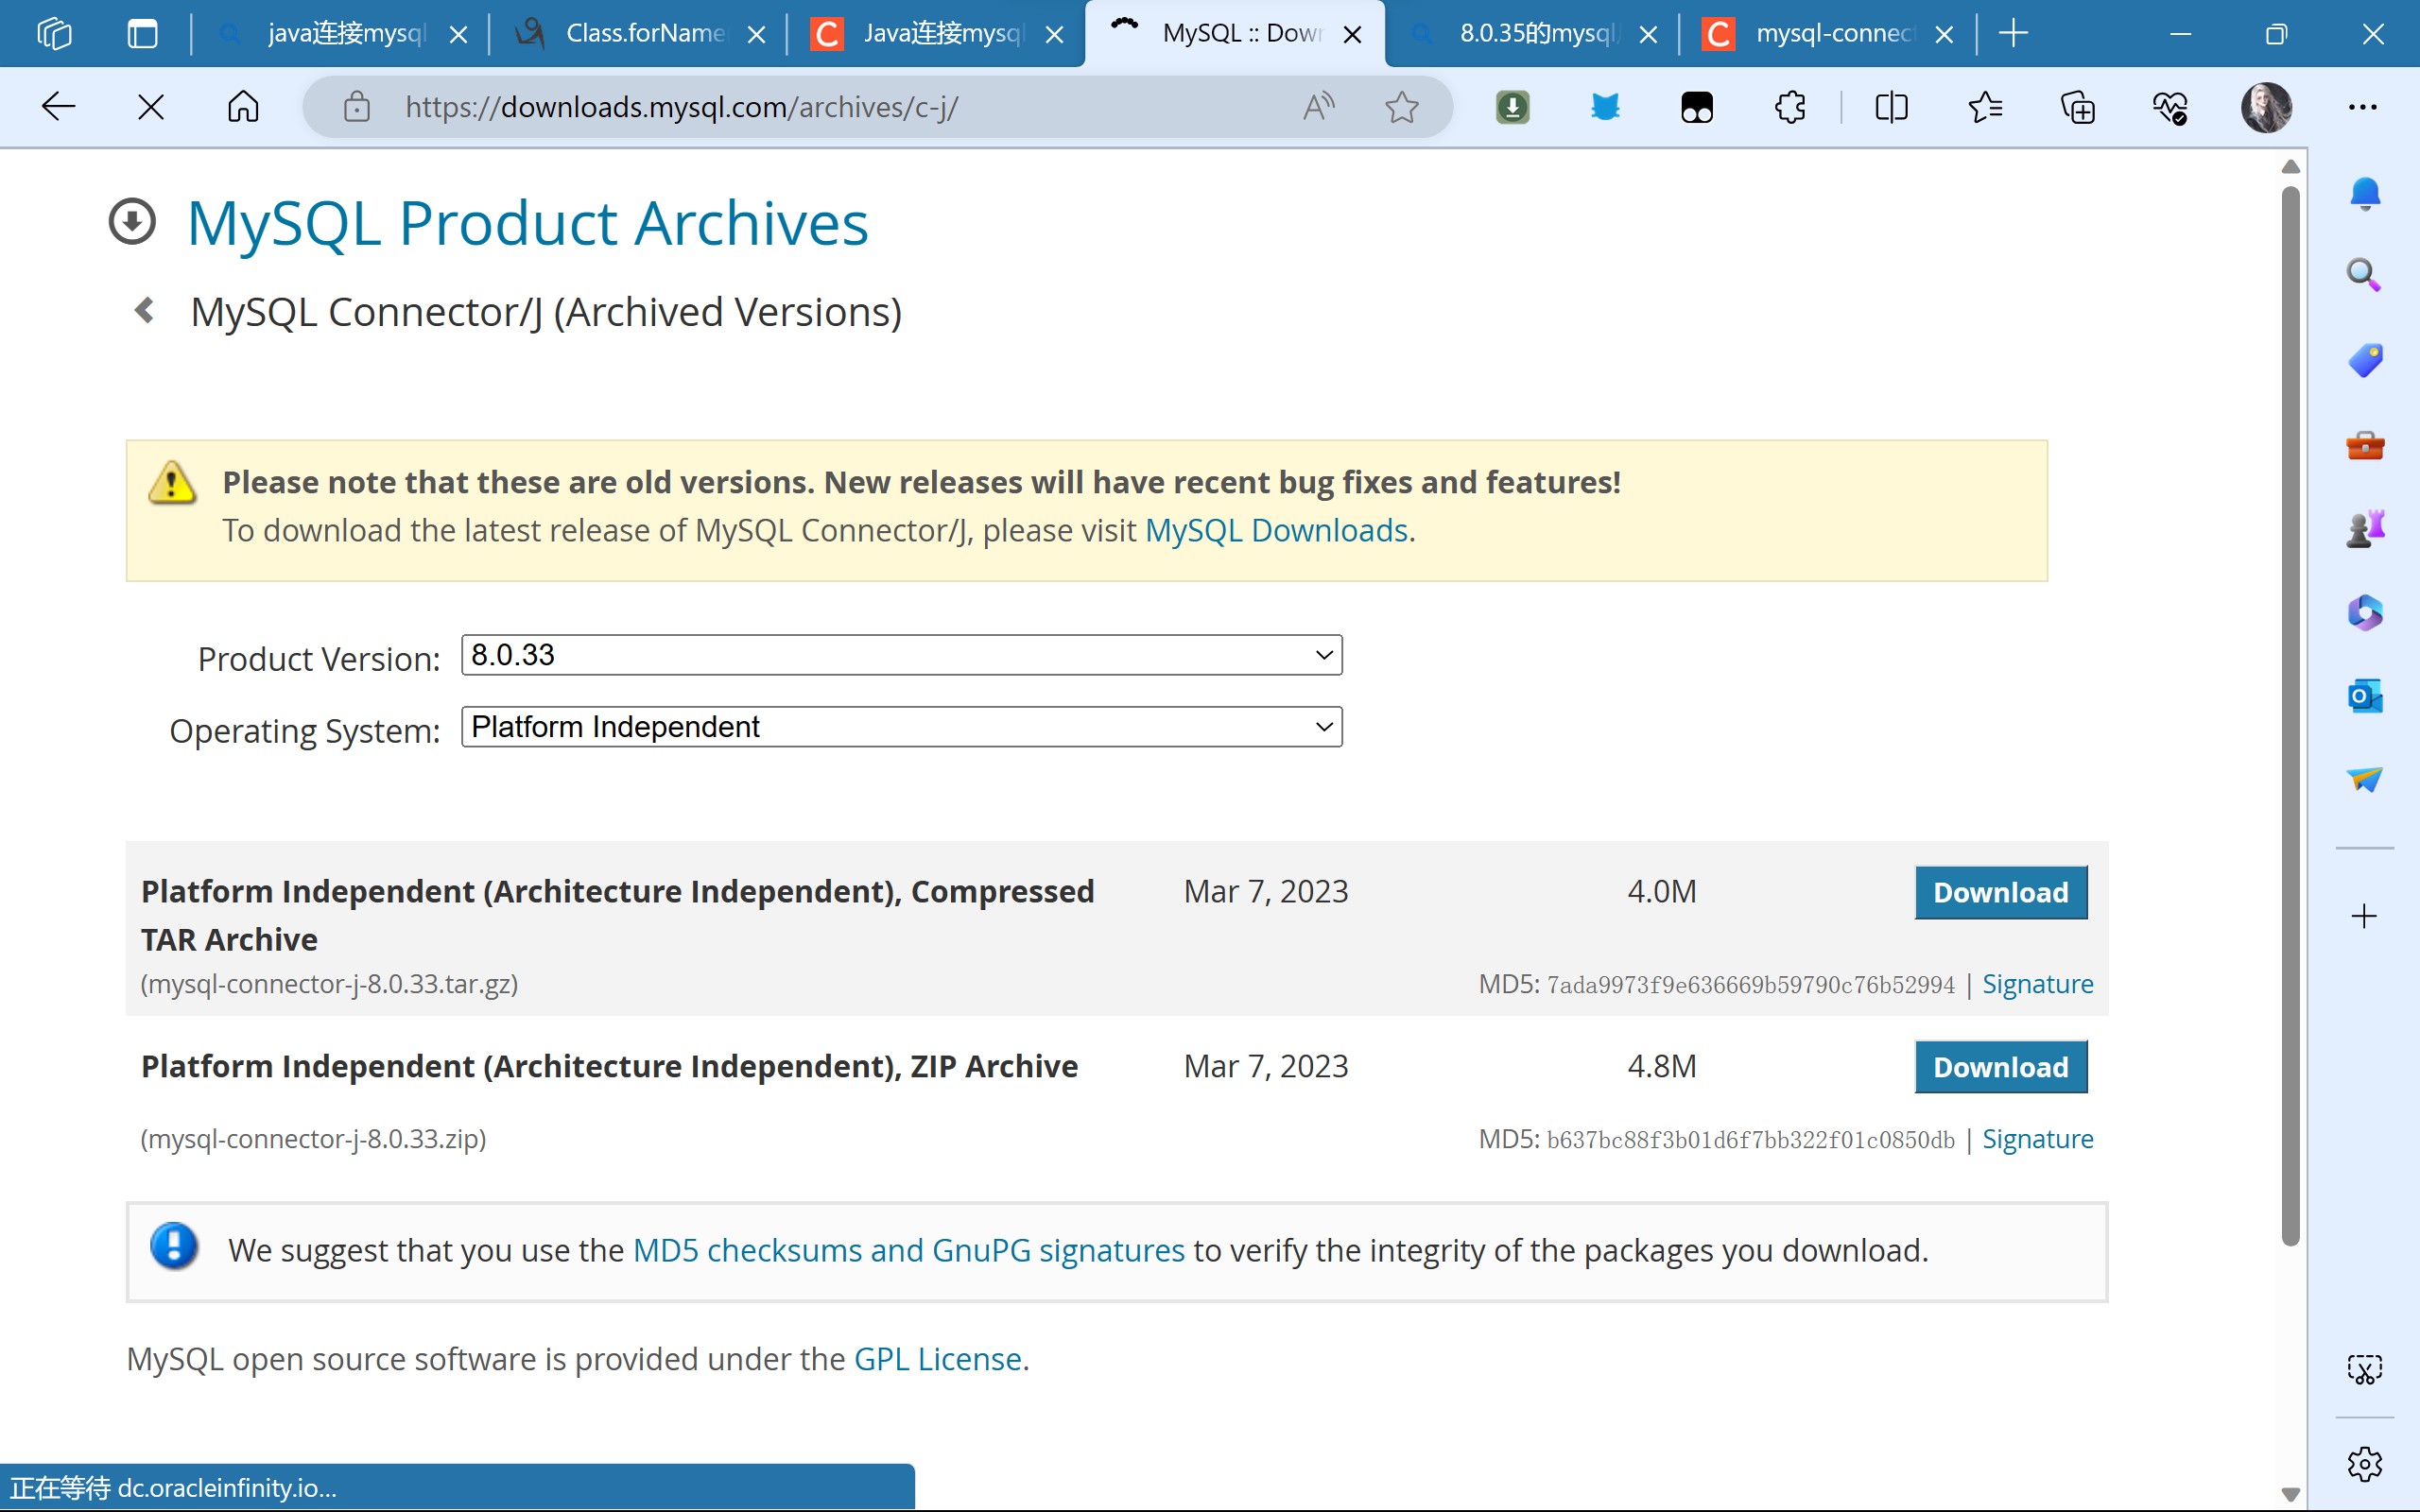 java连接mysql
Class.forName
Java连接mysql
MySQL :: Down
8.0.35的mysql
mysql-connect
https://downloads.mysql.com/archives/c-j/
MySQL Product Archives
MySQL Connector/J (Archived Versions)
Please note that these are old versions. New releases will have recent bug fixes and features!
To download the latest release of MySQL Connector/J, please visit MySQL Downloads.
Product Version: 8.0.33
Operating System: Platform Independent
Platform Independent (Architecture Independent), Compressed Mar 7, 2023 4.0M Download
TAR Archive
(mysql-connector-j-8.0.33.tar.gz) MD5: 7ada9973f9e636669b59790c76b52994 | Signature
Platform Independent (Architecture Independent), ZIP Archive Mar 7, 2023 4.8M Download
(mysql-connector-j-8.0.33.zip) MD5: b637bc88f3b01d6f7bb322f01c0850db | Signature
We suggest that you use the MD5 checksums and GnuPG signatures to verify the integrity of the packages you download.
MySQL open source software is provided under the GPL License.
正在等待 dc.oracleinfinity.io...